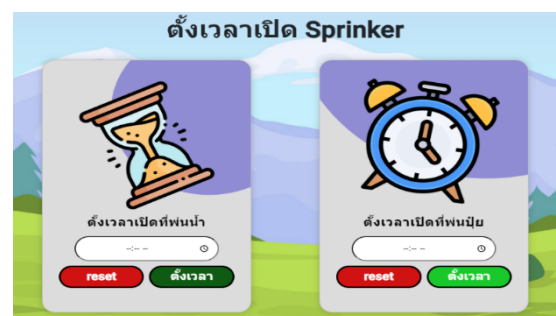 ตั้งเวลาเปิด Sprinker
ตั้งเวลาเปิดที่พ่นน้ำ
--:-- --
reset ตั้งเวลา
ตั้งเวลาเปิดที่พ่นปุ๋ย
--:-- --
reset ตั้งเวลา